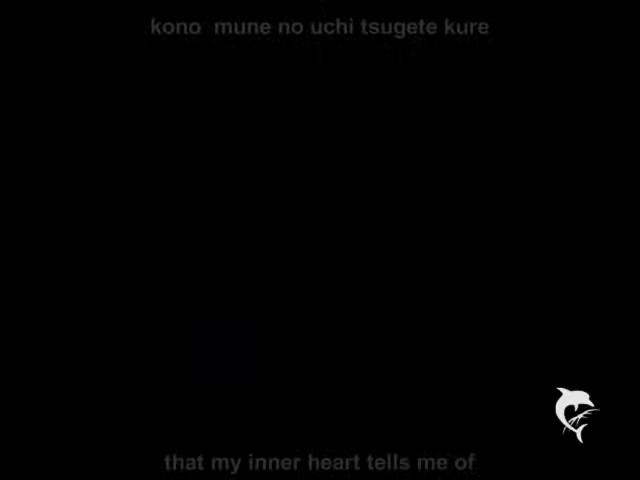 kono mune no uchi tsugete kure
that my inner heart tells me of